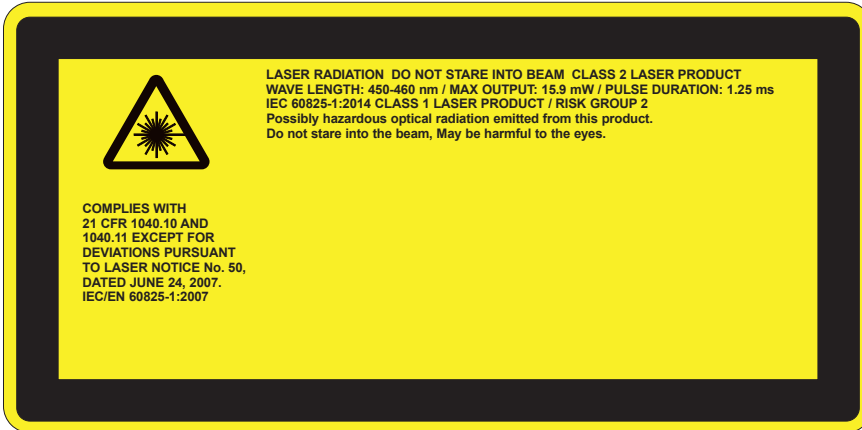 LASER RADIATION  DO NOT STARE INTO BEAM  CLASS 2 LASER PRODUCT
WAVE LENGTH: 450-460 nm / MAX OUTPUT: 15.9 mW / PULSE DURATION: 1.25 ms
IEC 60825-1:2014 CLASS 1 LASER PRODUCT / RISK GROUP 2
Possibly hazardous optical radiation emitted from this product.
Do not stare into the beam, May be harmful to the eyes.
COMPLIES WITH
21 CFR 1040.10 AND
1040.11 EXCEPT FOR
DEVIATIONS PURSUANT
TO LASER NOTICE No. 50,
DATED JUNE 24, 2007.
IEC/EN 60825-1:2007